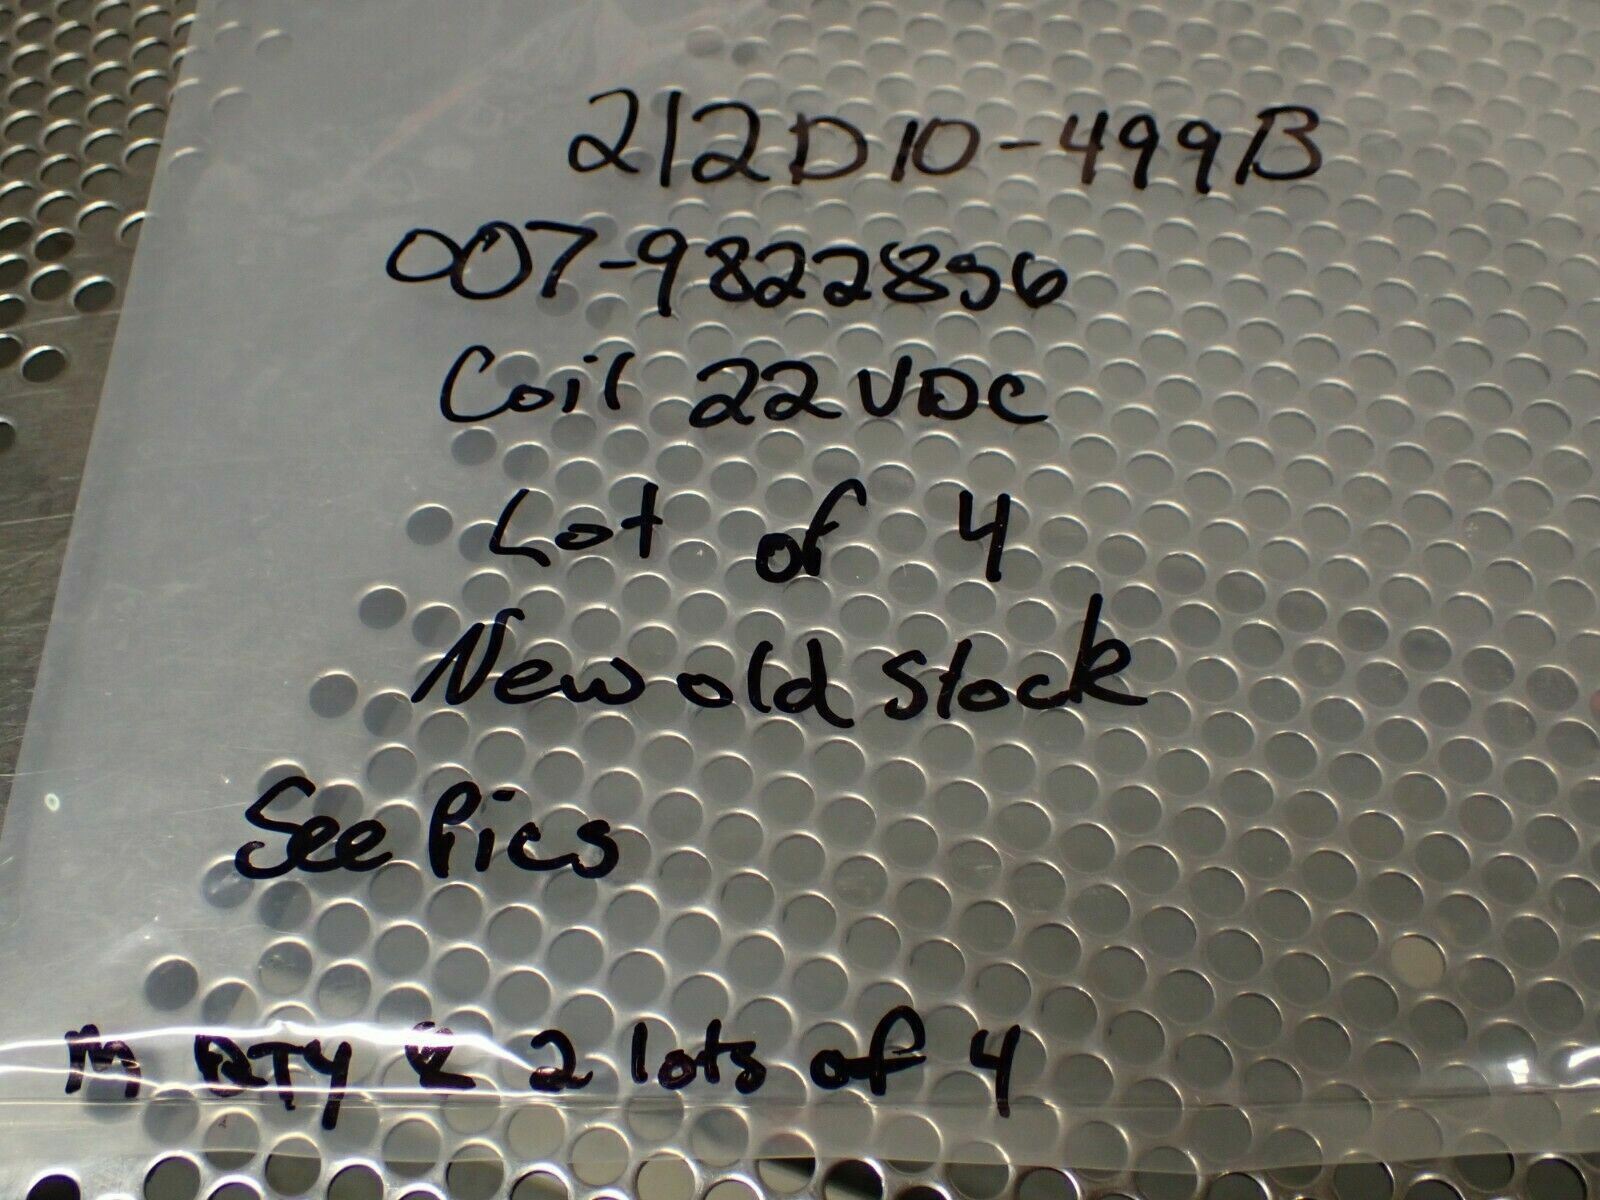 212D10-499B
007-9822856
Coil 22VDC
Lot of 4
New old Stock
See Pics
M QTY & 2 lots of 4